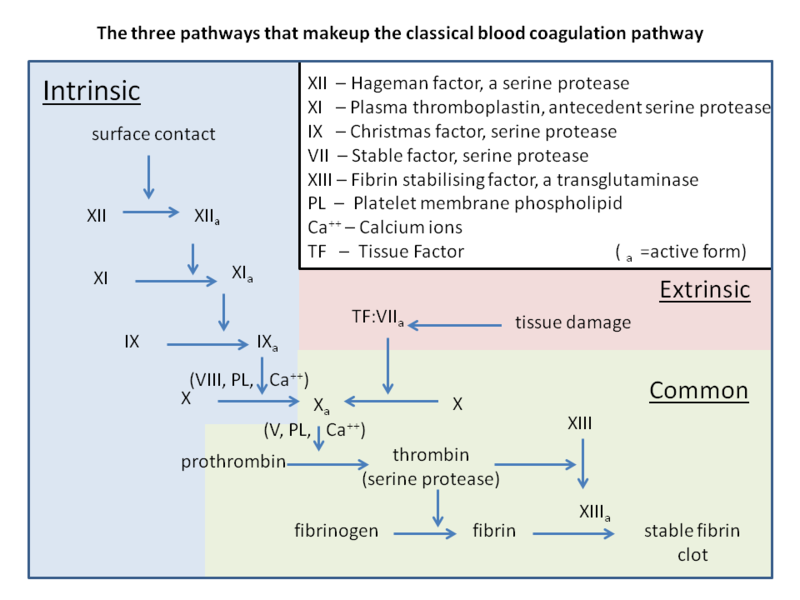 The three pathways that makeup the classical blood coagulation pathway
Intrinsic
XII – Hageman factor, a serine protease
XI – Plasma thromboplastin, antecedent serine protease
IX – Christmas factor, serine protease
VII – Stable factor, serine protease
XIII – Fibrin stabilising factor, a transglutaminase
PL – Platelet membrane phospholipid
Ca++ – Calcium ions
TF – Tissue Factor ( a =active form)
surface contact
XII XIIa
XI XIa
IX IXa
Extrinsic
TF:VIIa tissue damage
(VIII, PL, Ca++)
X Xa X
Common
(V, PL, Ca++)
XIII
prothrombin thrombin
(serine protease)
XIIIa
fibrinogen fibrin stable fibrin
clot